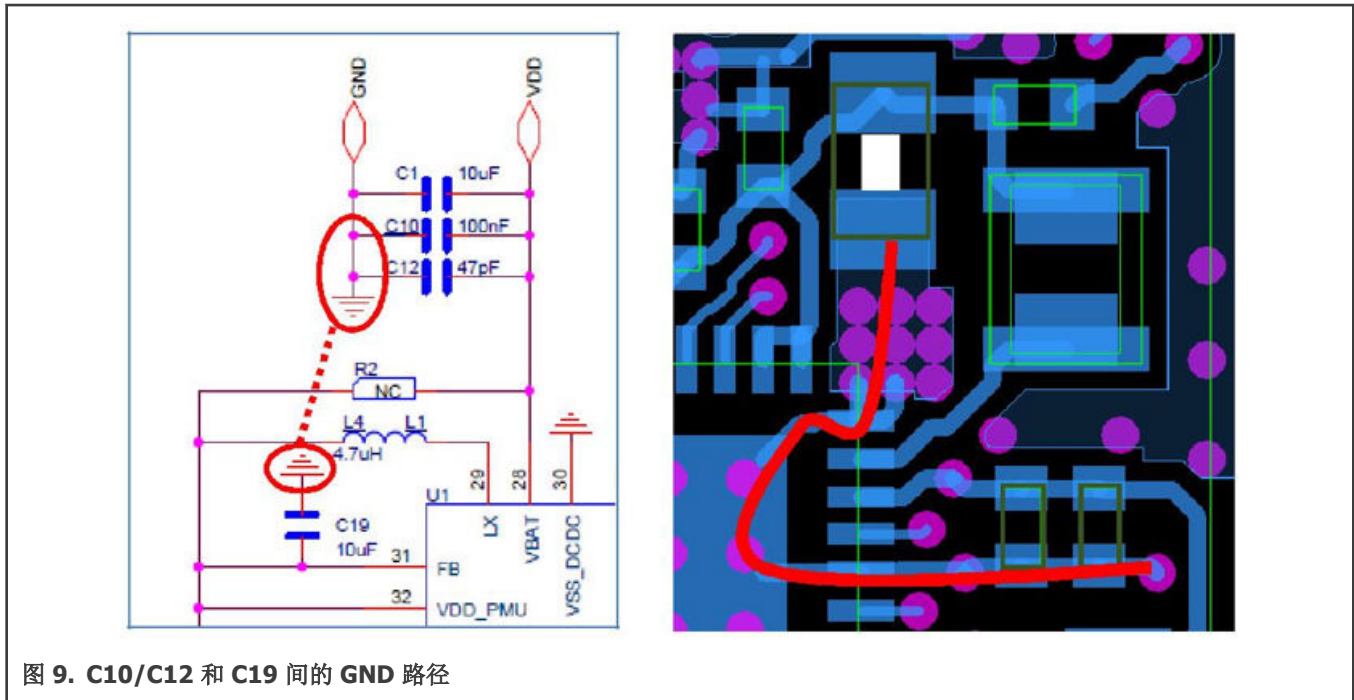 GND
VDD
C1
10uF
C10
100nF
C12
47pF
R2
NC
L4
L1
4.7uH
29
28
30
U1
LX
VBAT
VSS_DCDC
C19
10uF
31
FB
32
VDD_PMU
图 9. C10/C12 和 C19 间的 GND 路径